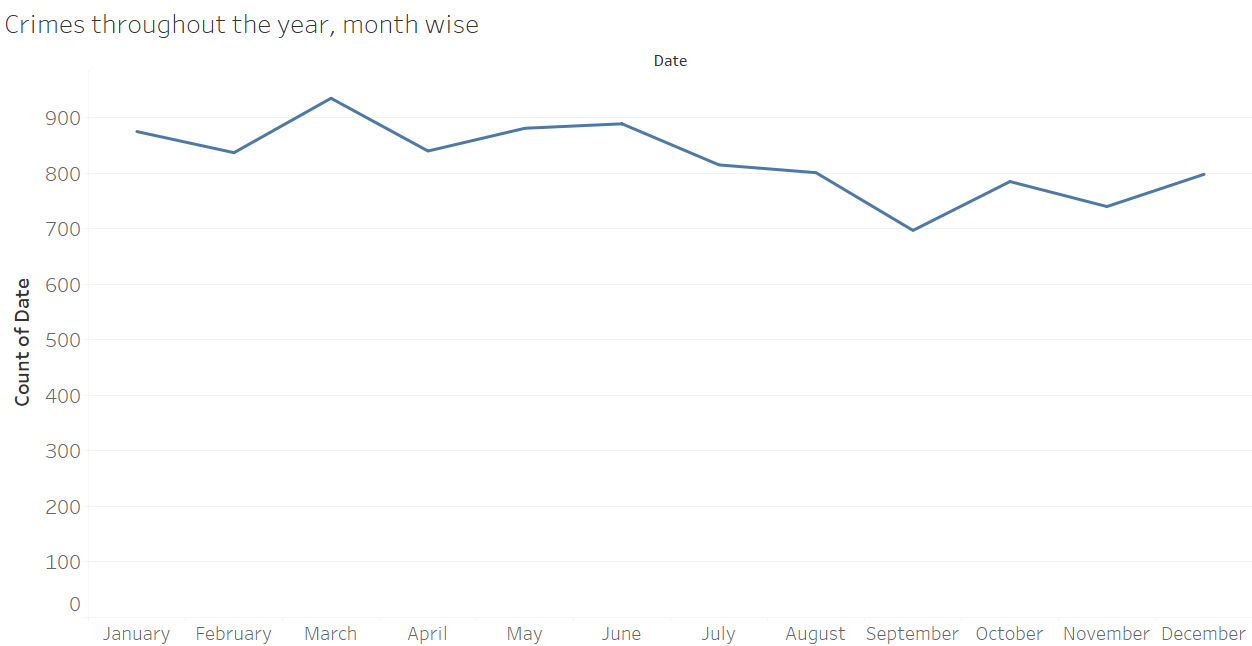 Crimes throughout the year, month wise
Date
900
800
700
600
500
400
300
200
100
0
Count of Date
January February March April May June July August September October November December